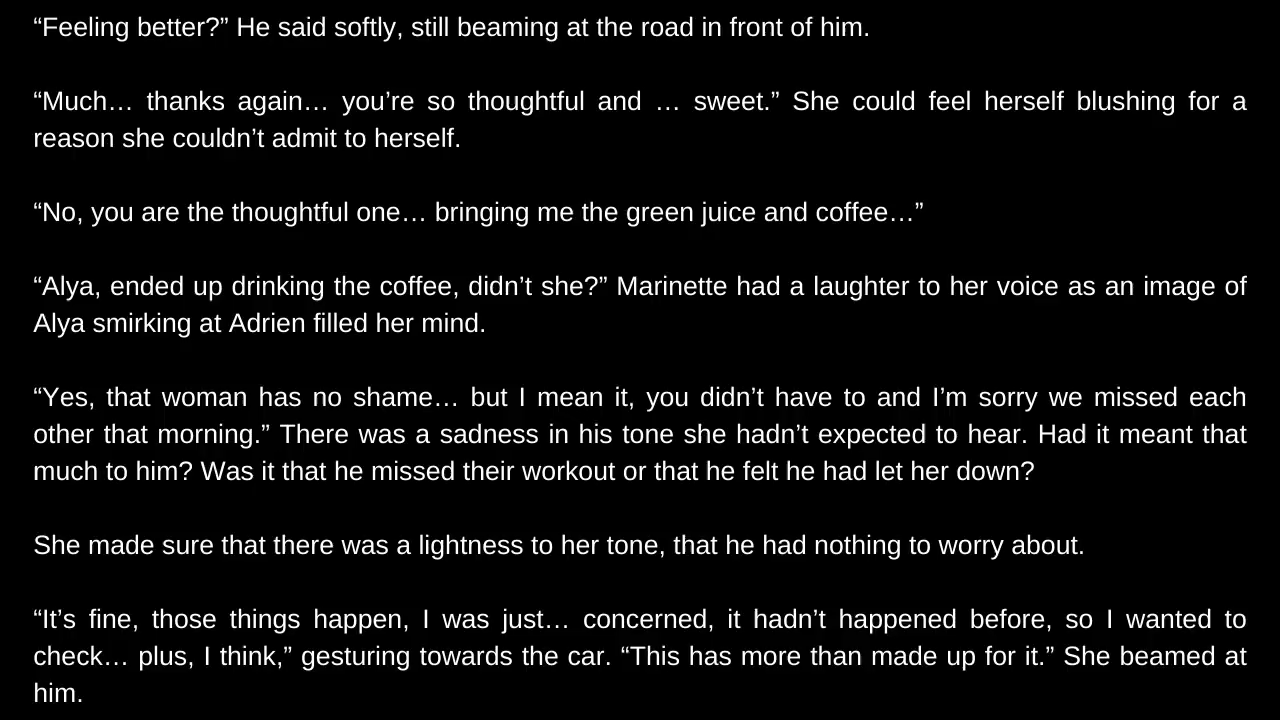 “Feeling better?” He said softly, still beaming at the road in front of him.
“Much… thanks again… you’re so thoughtful and … sweet.” She could feel herself blushing for a
reason she couldn’t admit to herself.
“No, you are the thoughtful one… bringing me the green juice and coffee…”
“Alya, ended up drinking the coffee, didn’t she?” Marinette had a laughter to her voice as an image of
Alya smirking at Adrien filled her mind.
“Yes, that woman has no shame… but I mean it, you didn’t have to and I’m sorry we missed each
other that morning.” There was a sadness in his tone she hadn’t expected to hear. Had it meant that
much to him? Was it that he missed their workout or that he felt he had let her down?
She made sure that there was a lightness to her tone, that he had nothing to worry about.
“It’s fine, those things happen, I was just… concerned, it hadn’t happened before, so I wanted to
check… plus, I think,” gesturing towards the car. “This has more than made up for it.” She beamed at
him.